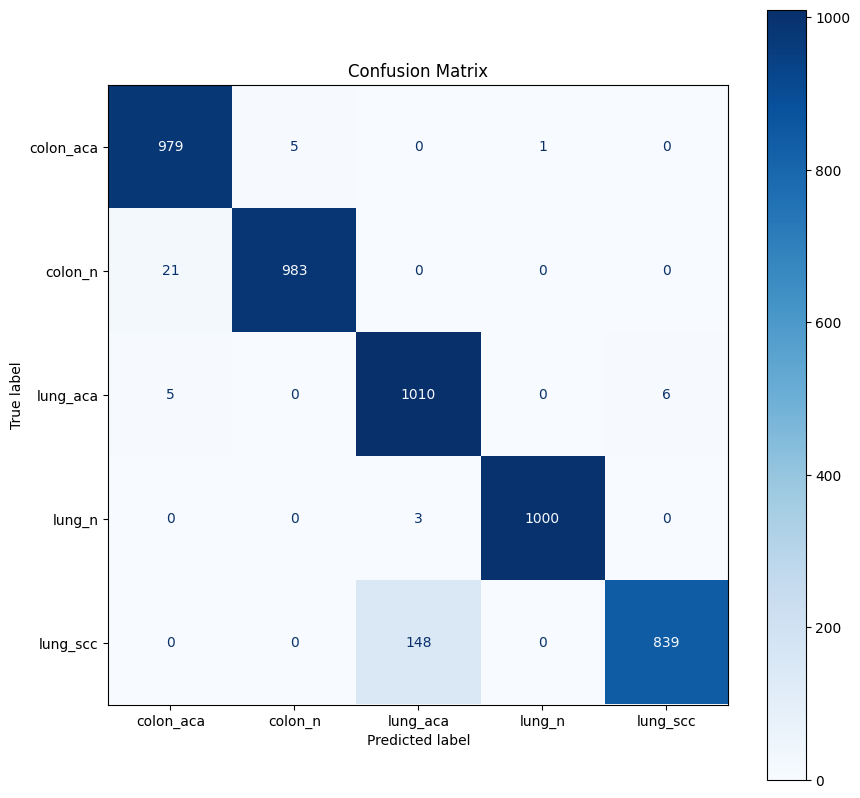 Confusion Matrix
True label
colon_aca 979 5 0 1 0
colon_n 21 983 0 0 0
lung_aca 5 0 1010 0 6
lung_n 0 0 3 1000 0
lung_scc 0 0 148 0 839
colon_aca colon_n lung_aca lung_n lung_scc
Predicted label
1000
800
600
400
200
0